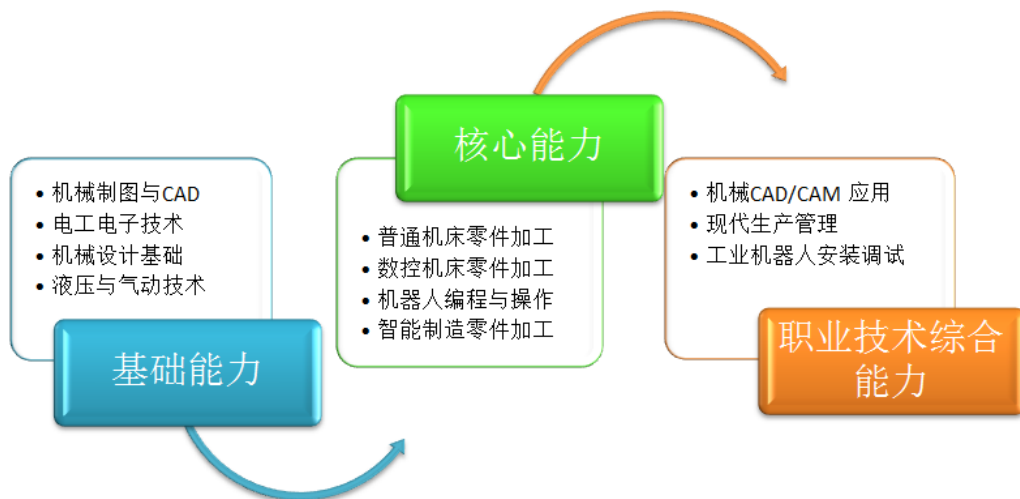 • 机械制图与CAD
• 电工电子技术
• 机械设计基础
• 液压与气动技术
基础能力
核心能力
• 普通机床零件加工
• 数控机床零件加工
• 机器人编程与操作
• 智能制造零件加工
• 机械CAD/CAM 应用
• 现代生产管理
• 工业机器人安装调试
职业技术综合
能力